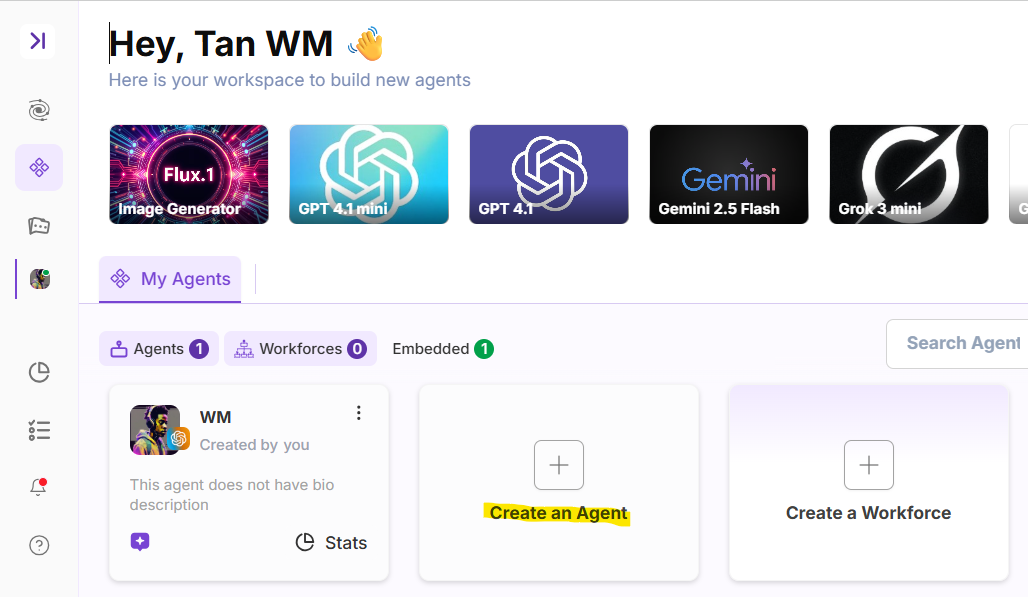 Hey, Tan WM 👋
Here is your workspace to build new agents
Flux.1
Image Generator
GPT 4.1 mini
GPT 4.1
Gemini
Gemini 2.5 Flash
Grok 3 mini
G
My Agents
Agents 1
Workforces 0
Embedded 1
Search Agent
WM
Created by you
This agent does not have bio
description
Stats
Create an Agent
Create a Workforce